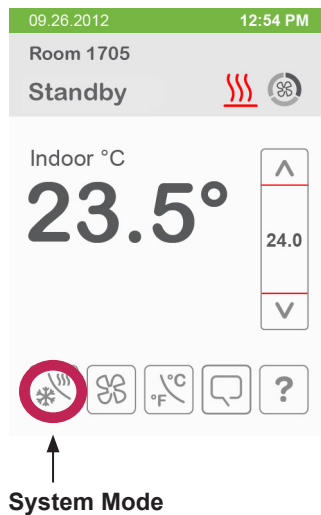 09.26.2012 12:54 PM
Room 1705
Standby
Indoor °C
23.5°
24.0
°F °C
?
System Mode